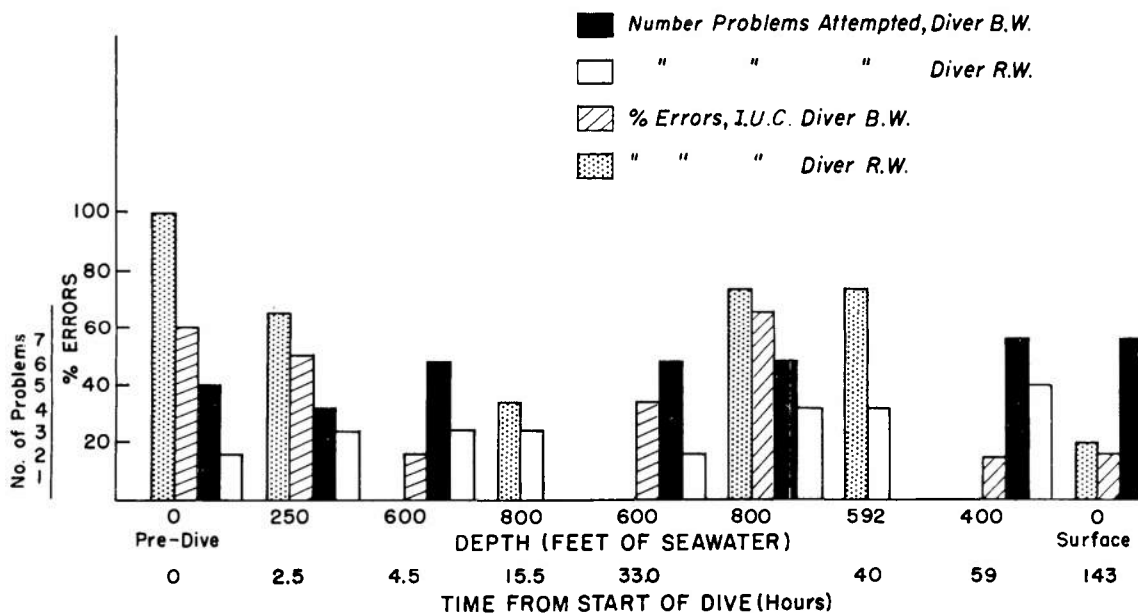 Number Problems Attempted, Diver B.W.
" " " Diver R.W.
% Errors, I.U.C. Diver B.W.
" " " Diver R.W.
No. of Problems
7
6
5
4
3
2
1
% ERRORS
100
80
60
40
20
0 250 600 800 600 800 592 400 0
Pre-Dive DEPTH (FEET OF SEAWATER) Surface
0 2.5 4.5 15.5 33.0 40 59 143
TIME FROM START OF DIVE (Hours)